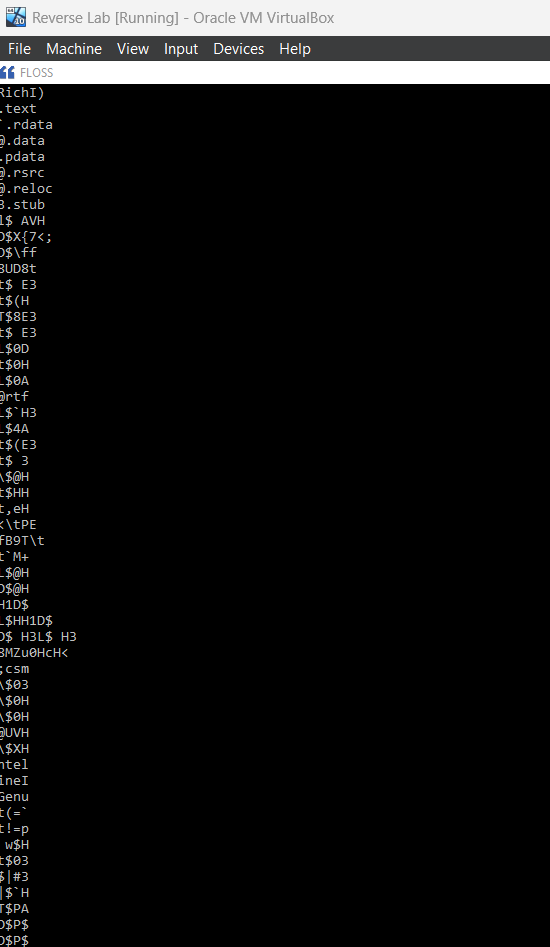 Reverse Lab [Running] - Oracle VM VirtualBox
File Machine View Input Devices Help
FLOSS
RichI)
.text
`.rdata
@.data
.pdata
@.rsrc
@.reloc
B.stub
l$ AVH
D$X{7<;
D$\ff
BUD8t
t$ E3
t$(H
T$8E3
t$ E3
L$0D
t$0H
L$0A
@rtf
L$`H3
L$4A
t$(E3
t$ 3
\$@H
t$HH
t,eH
<\tPE
fB9T\t
t`M+
L$@H
D$@H
H1D$
L$HH1D$
D$ H3L$ H3
8MZu0HcH<
;csm
\$03
\$0H
\$0H
@UVH
\$XH
ntel
ineI
Genu
t(=`
t!=p
 w$H
t$03
$|#3
|$`H
T$PA
D$P$
D$P$